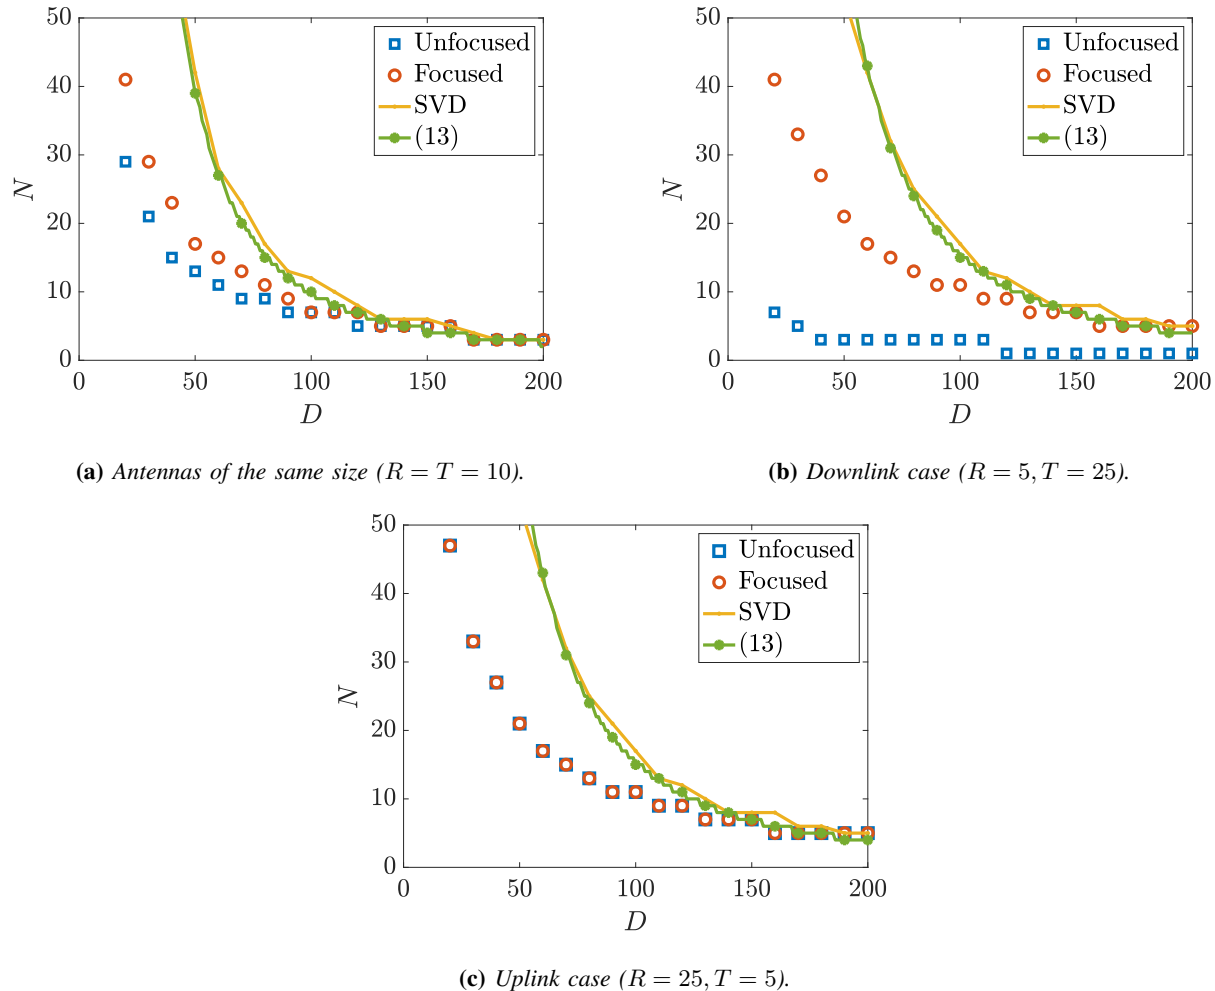 50
40
30
20
10
0
N
0 50 100 150 200
D
Unfocused
Focused
SVD
(13)
(a) Antennas of the same size (R = T = 10).
50
40
30
20
10
0
N
0 50 100 150 200
D
Unfocused
Focused
SVD
(13)
(b) Downlink case (R = 5, T = 25).
50
40
30
20
10
0
N
0 50 100 150 200
D
Unfocused
Focused
SVD
(13)
(c) Uplink case (R = 25, T = 5).